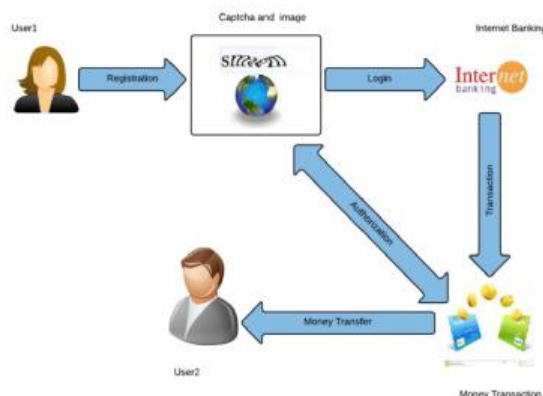 User1
Captcha and image
Internet Banking
Registration
Login
Internet
banking
Transaction
Authorization
Money Transfer
User2
Money Transaction